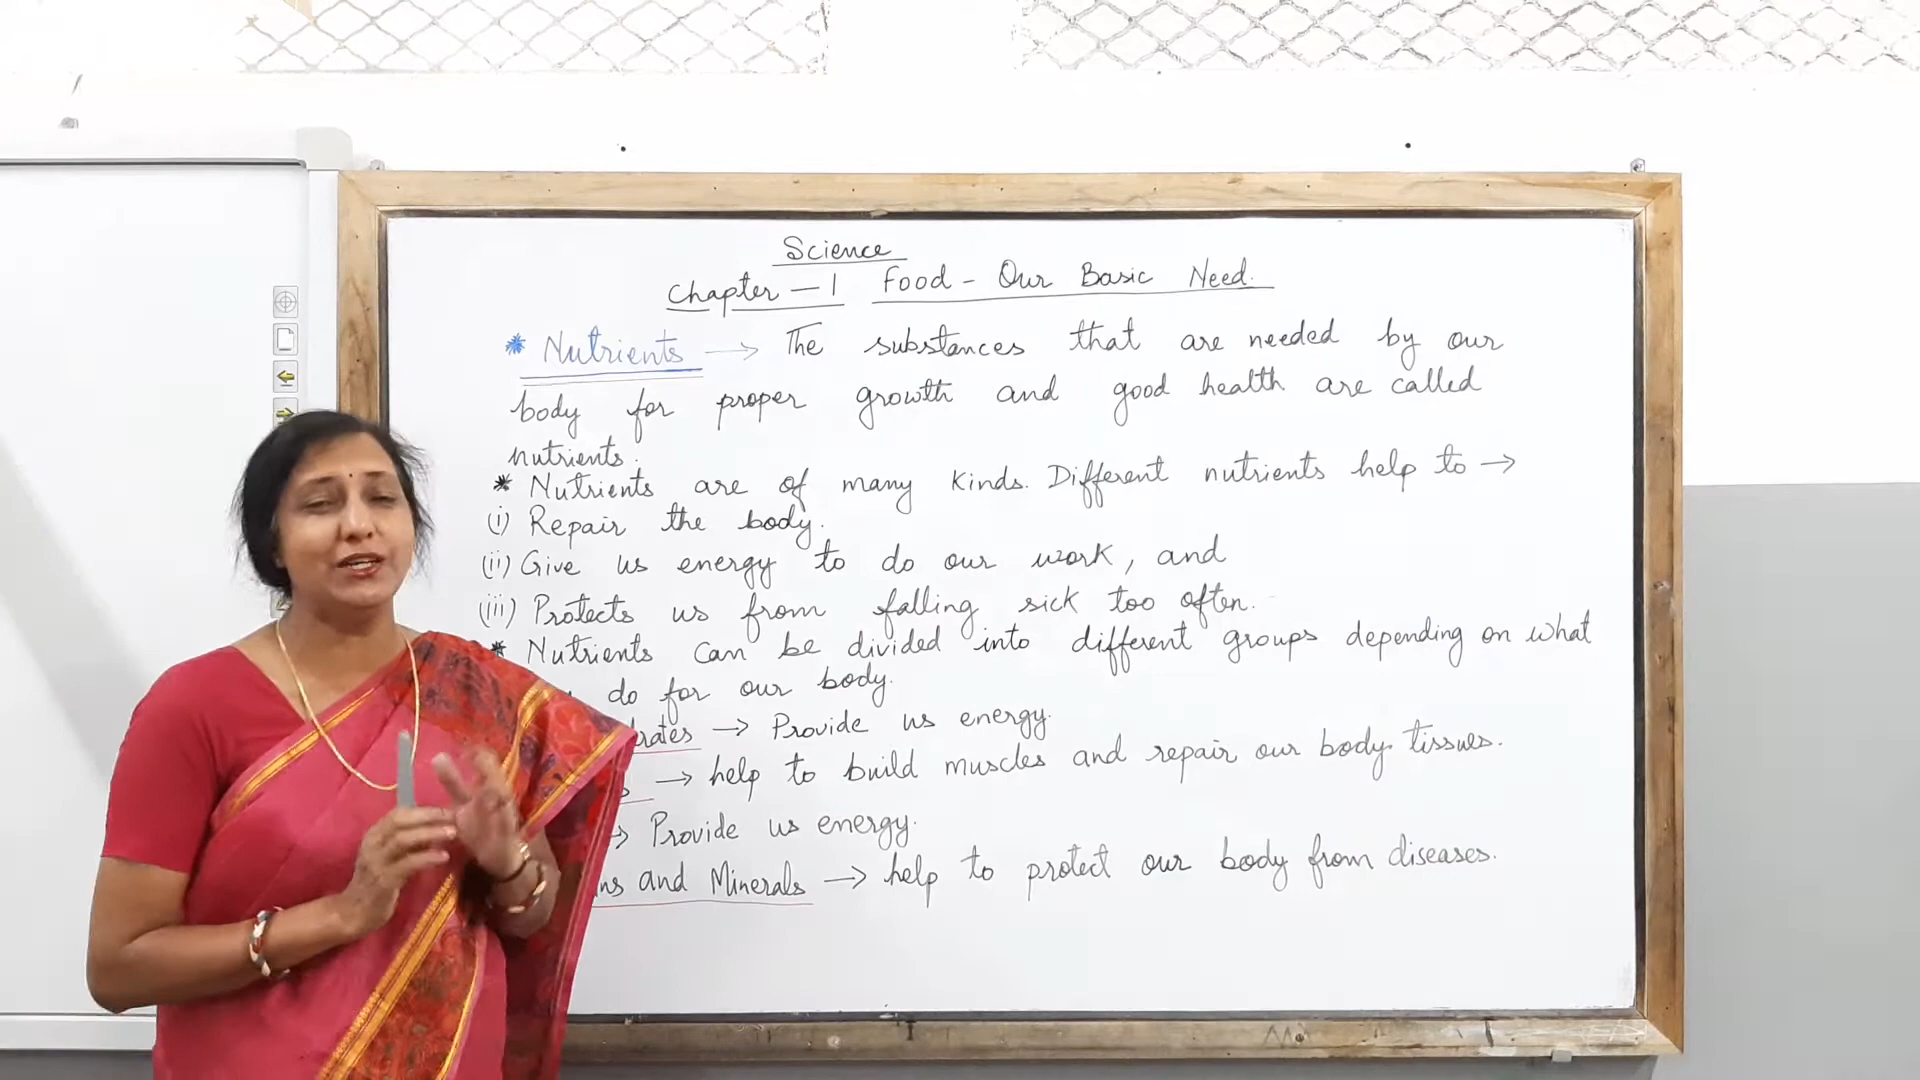 Science
Chapter - 1 Food - Our Basic Need.
* Nutrients → The substances that are needed by our
body for proper growth and good health are called
nutrients.
* Nutrients are of many kinds. Different nutrients help to →
(i) Repair the body.
(ii) Give us energy to do our work, and
(iii) Protects us from falling sick too often.
* Nutrients can be divided into different groups depending on what
do for our body.
rates → Provide us energy.
s → help to build muscles and repair our body tissues.
→ Provide us energy.
ns and Minerals → help to protect our body from diseases.